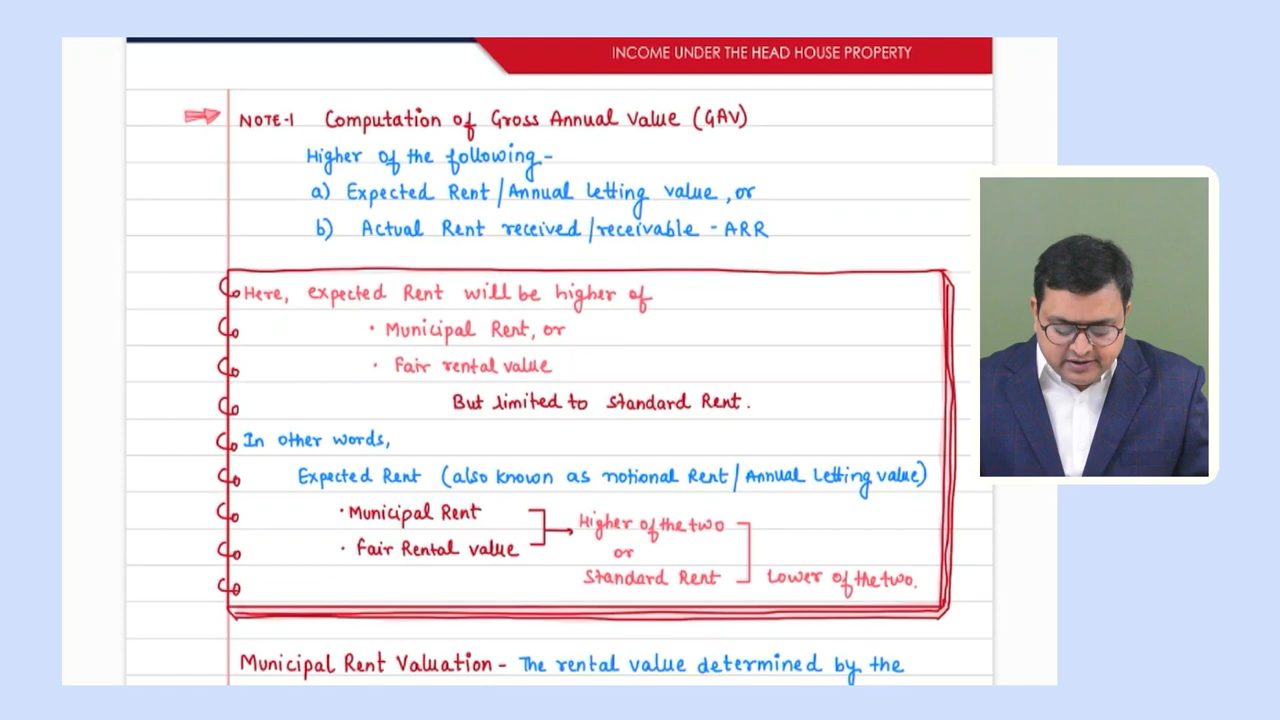 INCOME UNDER THE HEAD HOUSE PROPERTY
NOTE-1 Computation of Gross Annual Value (GAV)
Higher of the following -
a) Expected Rent / Annual letting value, or
b) Actual Rent received / receivable - ARR
Here, expected Rent will be higher of
· Municipal Rent, or
· Fair rental value
But limited to standard Rent.
In other words,
Expected Rent (also known as notional Rent / Annual Letting value)
· Municipal Rent
Higher of the two
· Fair Rental value
or
Standard Rent
Lower of the two.
Municipal Rent Valuation - The rental value determined by the